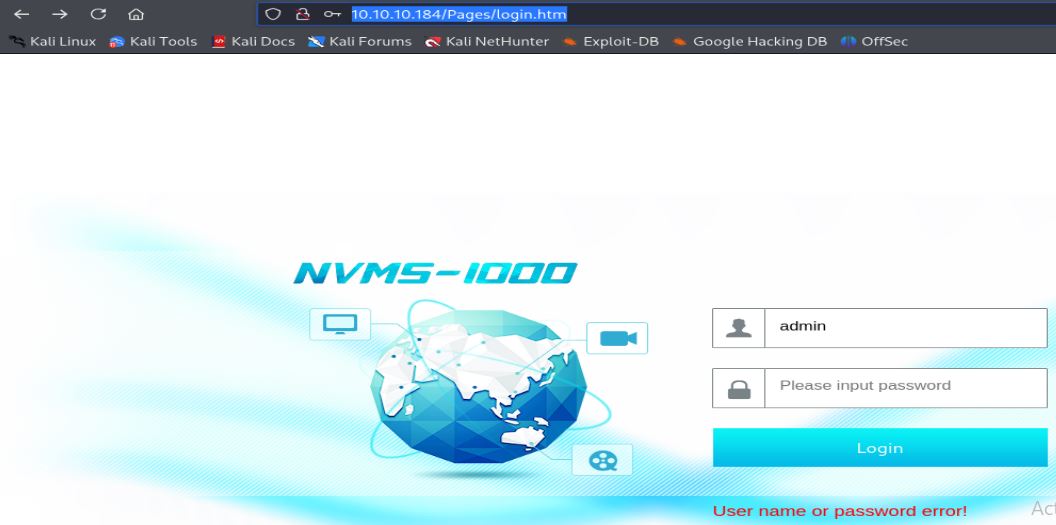 10.10.10.184/Pages/login.htm
Kali Linux Kali Tools Kali Docs Kali Forums Kali NetHunter Exploit-DB Google Hacking DB OffSec
NVMS-1000
admin
Please input password
Login
User name or password error!
Act